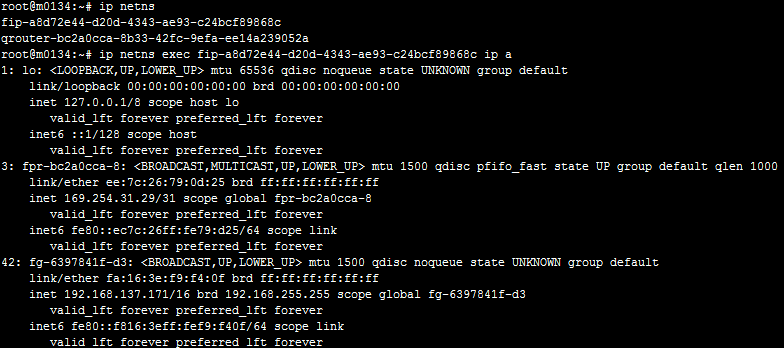 root@m0134:~# ip netns
fip-a8d72e44-d20d-4343-ae93-c24bcf89868c
qrouter-bc2a0cca-8b33-42fc-9efa-ee14a239052a
root@m0134:~# ip netns exec fip-a8d72e44-d20d-4343-ae93-c24bcf89868c ip a
1: lo: <LOOPBACK,UP,LOWER_UP> mtu 65536 qdisc noqueue state UNKNOWN group default
link/loopback 00:00:00:00:00:00 brd 00:00:00:00:00:00
inet 127.0.0.1/8 scope host lo
valid_lft forever preferred_lft forever
inet6 ::1/128 scope host
valid_lft forever preferred_lft forever
3: fpr-bc2a0cca-8: <BROADCAST,MULTICAST,UP,LOWER_UP> mtu 1500 qdisc pfifo_fast state UP group default qlen 1000
link/ether ee:7c:26:79:0d:25 brd ff:ff:ff:ff:ff:ff
inet 169.254.31.29/31 scope global fpr-bc2a0cca-8
valid_lft forever preferred_lft forever
inet6 fe80::ec7c:26ff:fe79:d25/64 scope link
valid_lft forever preferred_lft forever
42: fg-6397841f-d3: <BROADCAST,UP,LOWER_UP> mtu 1500 qdisc noqueue state UNKNOWN group default
link/ether fa:16:3e:f9:f4:0f brd ff:ff:ff:ff:ff:ff
inet 192.168.137.171/16 brd 192.168.255.255 scope global fg-6397841f-d3
valid_lft forever preferred_lft forever
inet6 fe80::f816:3eff:fef9:f40f/64 scope link
valid_lft forever preferred_lft forever